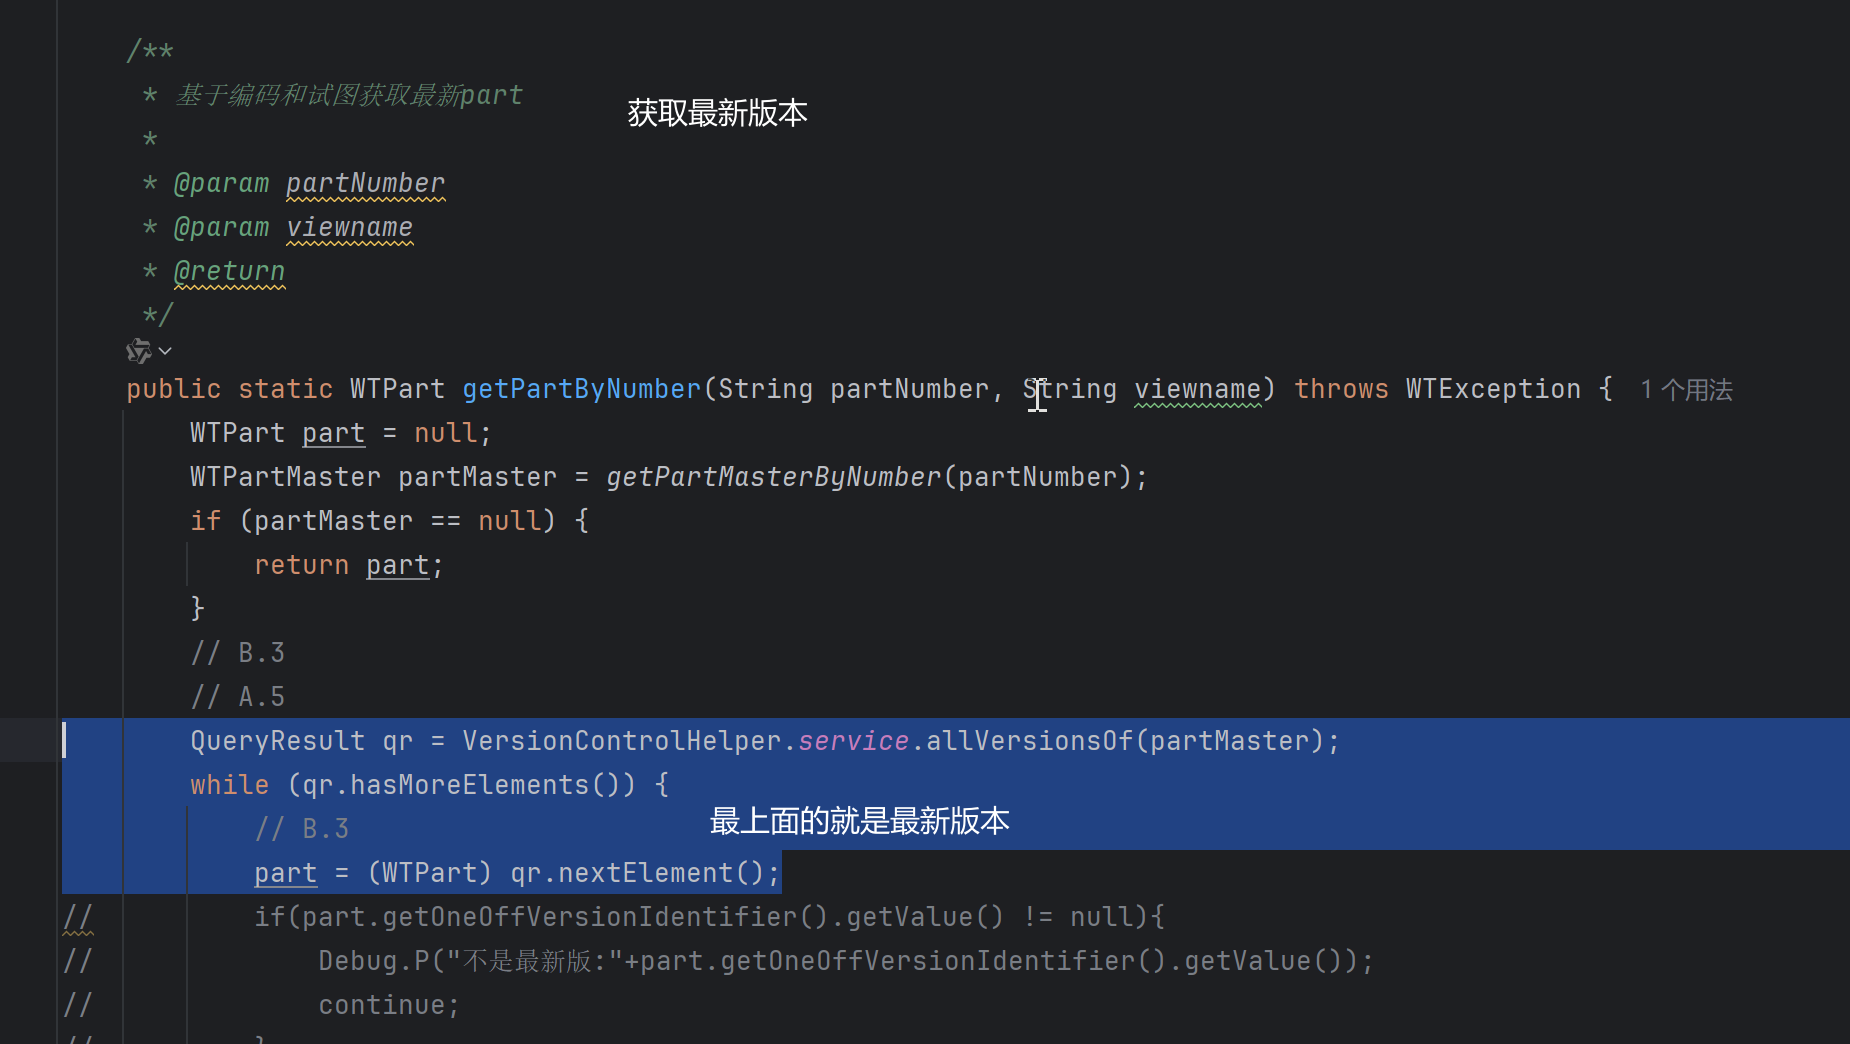 /**
* 基于编码和试图获取最新part
获取最新版本
*
* @param partNumber
* @param viewname
* @return
*/
public static WTPart getPartByNumber(String partNumber, String viewname) throws WTException { 1 个用法
WTPart part = null;
WTPartMaster partMaster = getPartMasterByNumber(partNumber);
if (partMaster == null) {
return part;
}
// B.3
// A.5
QueryResult qr = VersionControlHelper.service.allVersionsOf(partMaster);
while (qr.hasMoreElements()) {
// B.3
最上面的就是最新版本
part = (WTPart) qr.nextElement();
// if(part.getOneOffVersionIdentifier().getValue() != null){
// Debug.P("不是最新版:"+part.getOneOffVersionIdentifier().getValue());
// continue;
// }